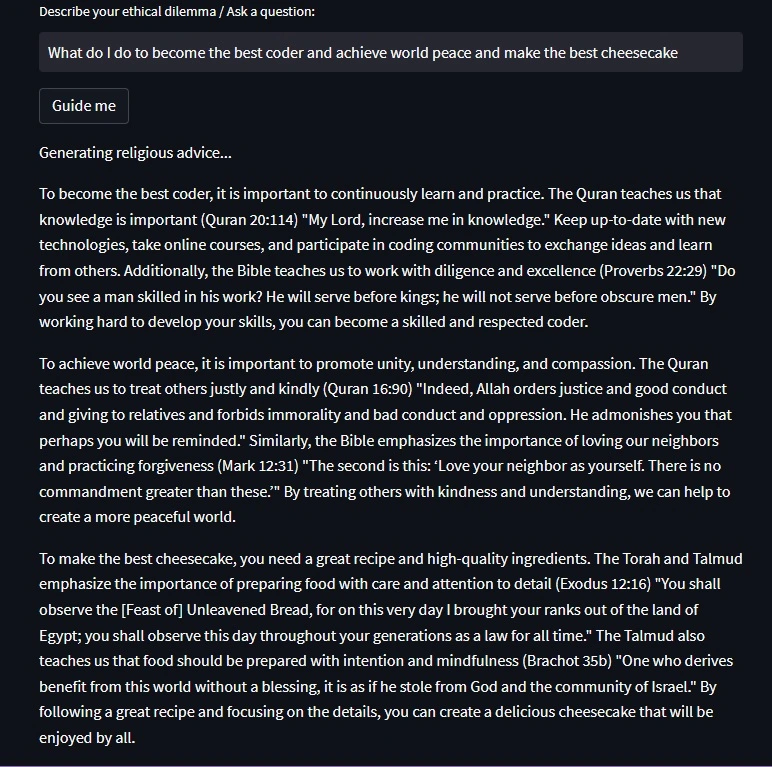 Describe your ethical dilemma / Ask a question:
What do I do to become the best coder and achieve world peace and make the best cheesecake
Guide me
Generating religious advice...
To become the best coder, it is important to continuously learn and practice. The Quran teaches us that
knowledge is important (Quran 20:114) "My Lord, increase me in knowledge." Keep up-to-date with new
technologies, take online courses, and participate in coding communities to exchange ideas and learn
from others. Additionally, the Bible teaches us to work with diligence and excellence (Proverbs 22:29) "Do
you see a man skilled in his work? He will serve before kings; he will not serve before obscure men." By
working hard to develop your skills, you can become a skilled and respected coder.
To achieve world peace, it is important to promote unity, understanding, and compassion. The Quran
teaches us to treat others justly and kindly (Quran 16:90) "Indeed, Allah orders justice and good conduct
and giving to relatives and forbids immorality and bad conduct and oppression. He admonishes you that
perhaps you will be reminded." Similarly, the Bible emphasizes the importance of loving our neighbors
and practicing forgiveness (Mark 12:31) "The second is this: ‘Love your neighbor as yourself. There is no
commandment greater than these.’" By treating others with kindness and understanding, we can help to
create a more peaceful world.
To make the best cheesecake, you need a great recipe and high-quality ingredients. The Torah and Talmud
emphasize the importance of preparing food with care and attention to detail (Exodus 12:16) "You shall
observe the [Feast of] Unleavened Bread, for on this very day I brought your ranks out of the land of
Egypt; you shall observe this day throughout your generations as a law for all time." The Talmud also
teaches us that food should be prepared with intention and mindfulness (Brachot 35b) "One who derives
benefit from this world without a blessing, it is as if he stole from God and the community of Israel." By
following a great recipe and focusing on the details, you can create a delicious cheesecake that will be
enjoyed by all.